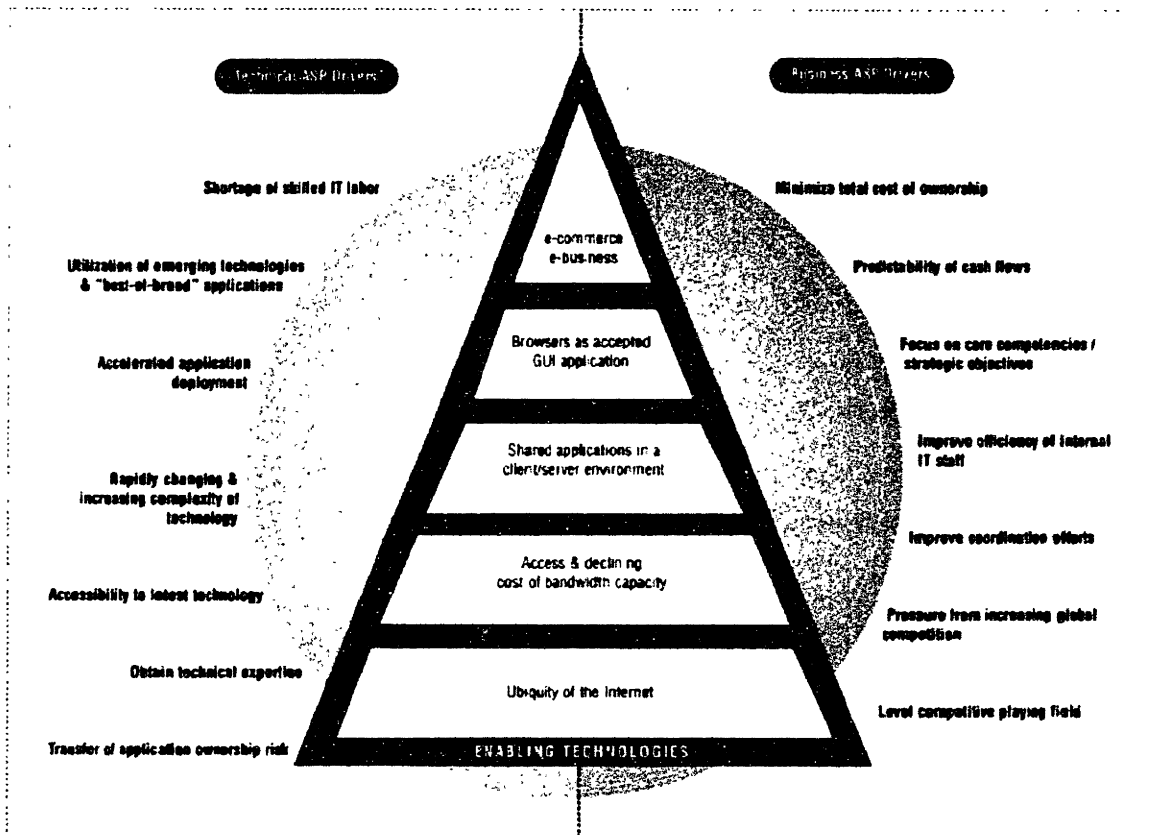 Technical ASP Drivers
Shortage of skilled IT labor
Utilization of emerging technologies
& "best-of-breed" applications
Accelerated application
deployment
Rapidly changing &
increasing complexity of
technology
Accessibility to latest technology
Obtain technical expertise
Transfer of application ownership risk
e-commerce
e-business
Browsers as accepted
GUI application
Shared applications in a
client/server environment
Access & declining
cost of bandwidth capacity
Ubiquity of the Internet
ENABLING TECHNOLOGIES
Business ASP Drivers
Minimize total cost of ownership
Predictability of cash flows
Focus on core competencies /
strategic objectives
Improve efficiency of internal
IT staff
Improve coordination efforts
Pressure from increasing global
competition
Level competitive playing field